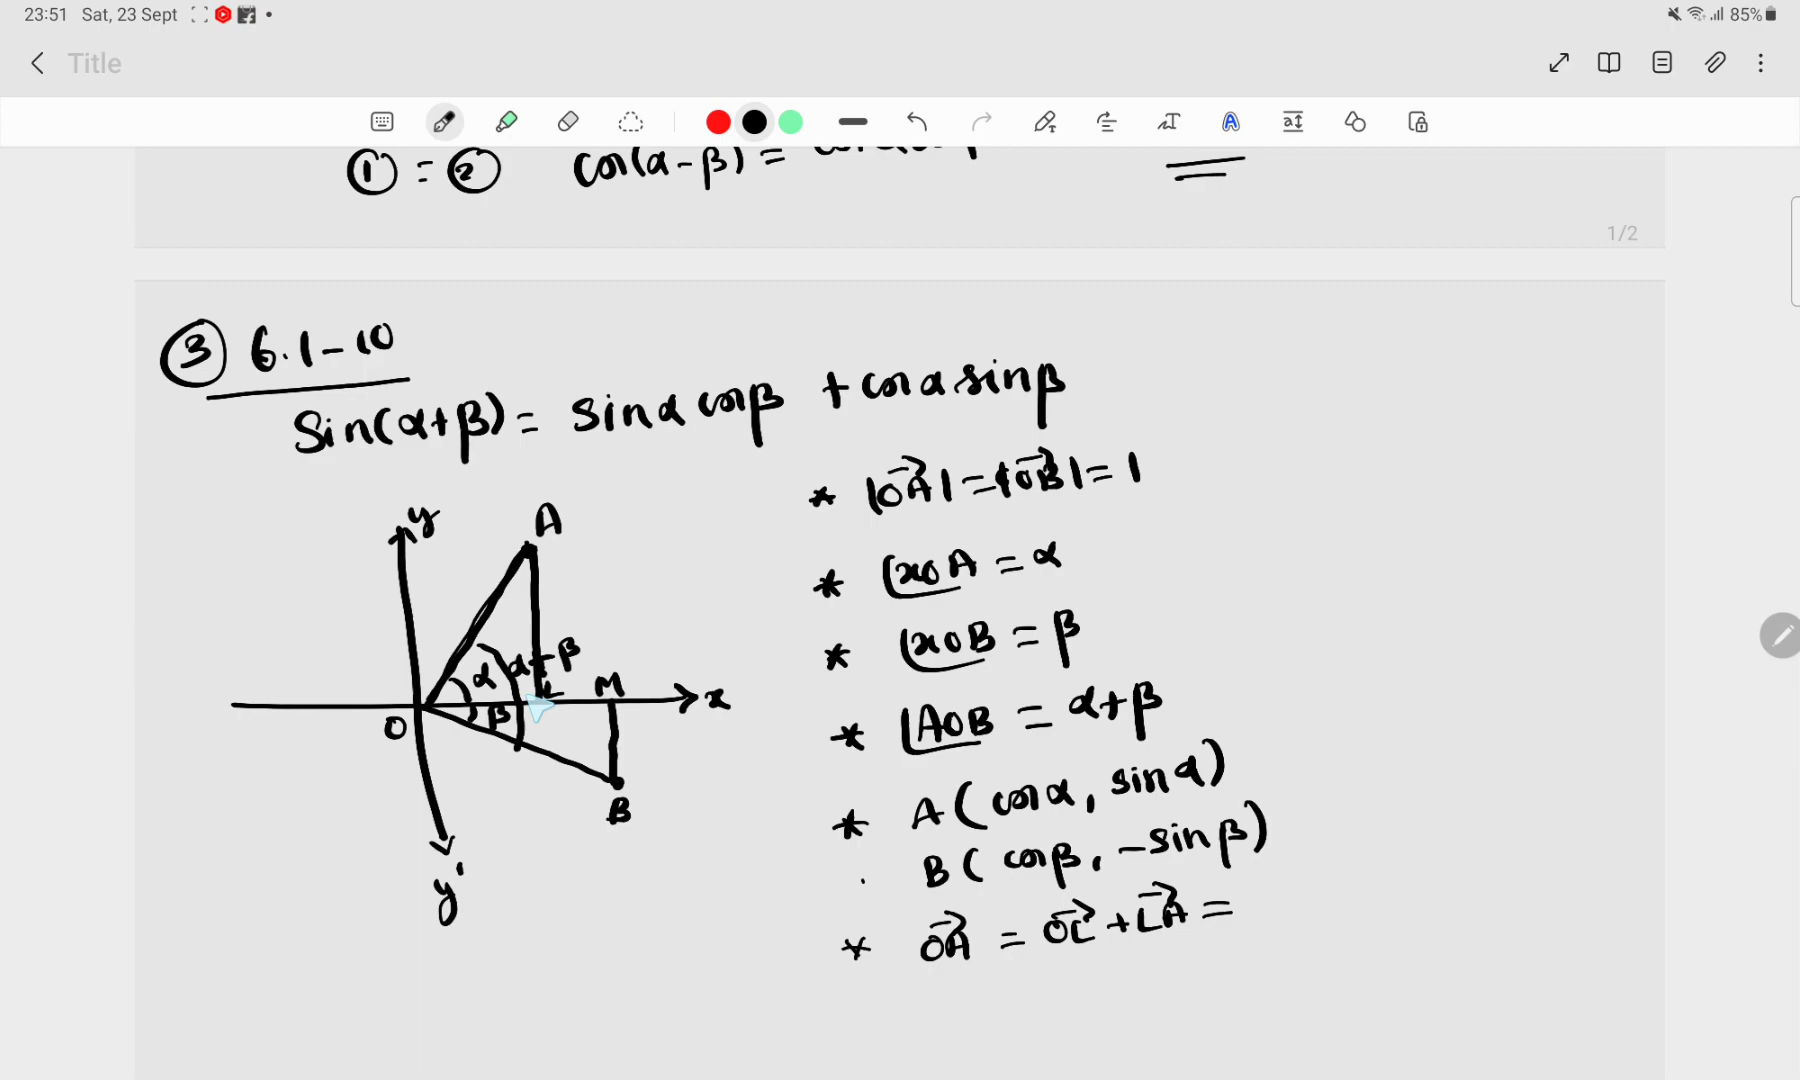 23:51 Sat, 23 Sept 85%
Title
① = ② cos(α-β) =
1/2
③ 6.1-10
Sin(α+β) = sinα cosβ + cosα sinβ
* |OA⃗| = |OB⃗| = 1
y A
* ∠xOA = α
* ∠xOB = β
α α+β
L M x
O β
* ∠AOB = α+β
* A(cosα, sinα)
B
B(cosβ, -sinβ)
y'
* OA⃗ = OL⃗ + LA⃗ =